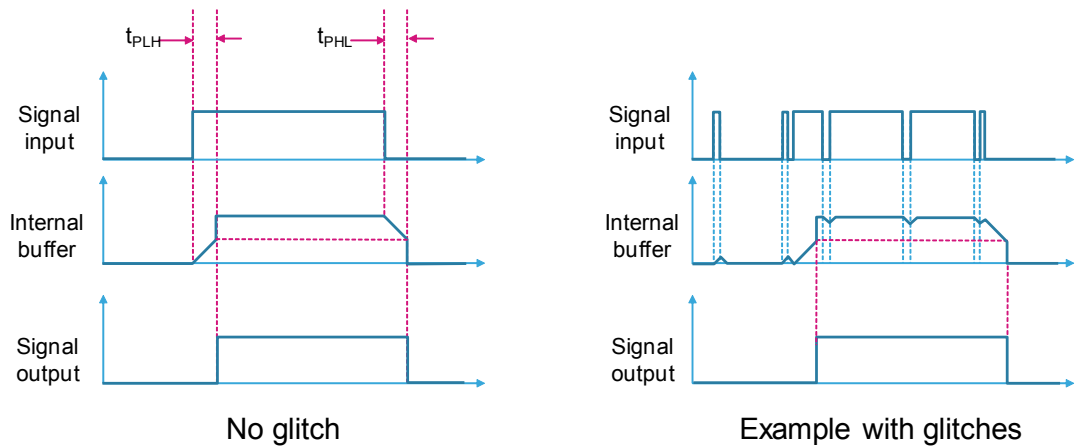 tPLH
tPHL
Signal
input
Internal
buffer
Signal
output
No glitch
Signal
input
Internal
buffer
Signal
output
Example with glitches